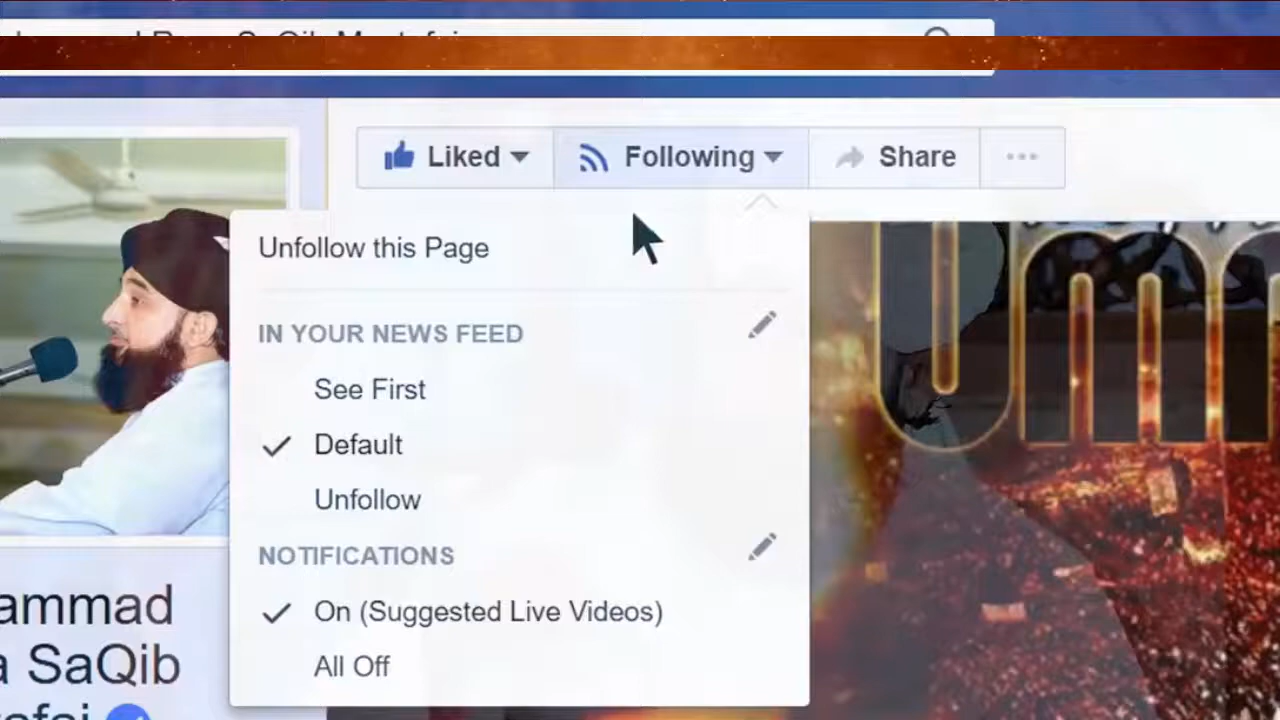 Liked
Following
Share
Unfollow this Page
IN YOUR NEWS FEED
See First
Default
Unfollow
NOTIFICATIONS
On (Suggested Live Videos)
All Off
ammad
a SaQib